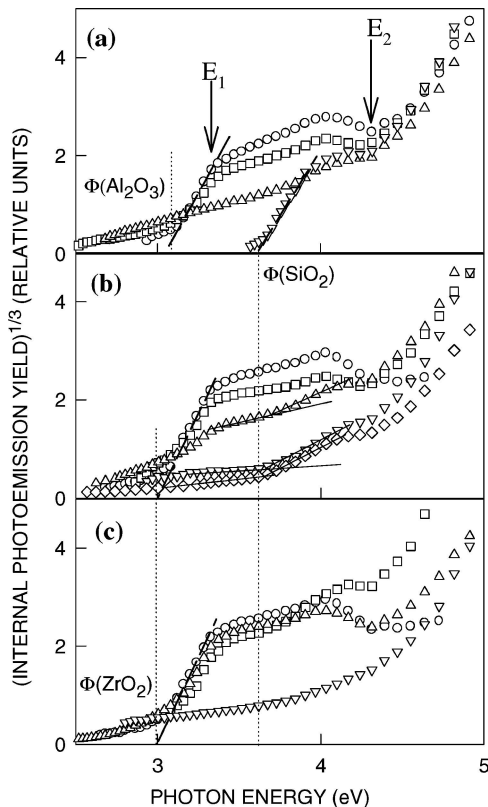 (INTERNAL PHOTOEMISSION YIELD)^1/3 (RELATIVE UNITS)
(a)
E₁
E₂
4
2
0
Φ(Al₂O₃)
Φ(SiO₂)
(b)
4
2
0
(c)
4
2
0
Φ(ZrO₂)
3
4
5
PHOTON ENERGY (eV)